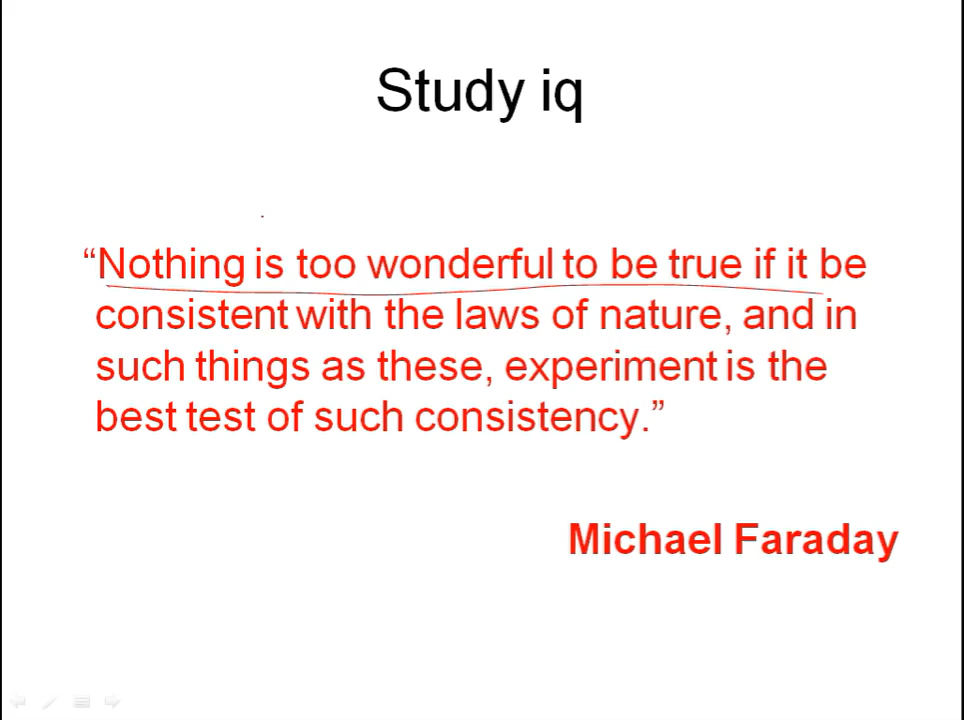 Study iq
“Nothing is too wonderful to be true if it be
consistent with the laws of nature, and in
such things as these, experiment is the
best test of such consistency.”
Michael Faraday